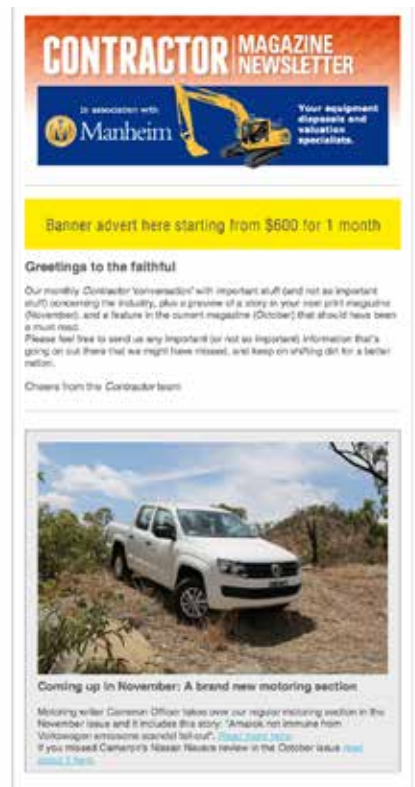 CONTRACTOR MAGAZINE
NEWSLETTER
In association with
Manheim
Your equipment
disposals and
valuation
specialists.
Banner advert here starting from $600 for 1 month
Greetings to the faithful
Our monthly Contractor 'conversation' with important stuff (and not so important
stuff) concerning the industry, plus a preview of a story in your next print magazine
(November), and a feature in the current magazine (October) that should have been
a must read.
Please feel free to send us any important (or not so important) information that's
going on out there that we might have missed, and keep on shifting dirt for a better
nation.
Cheers from the Contractor team
Coming up in November: A brand new motoring section
Motoring writer Cameron Officer takes over our regular motoring section in the
November issue and it includes this story: "Amarok not immune from
Volkswagen emissions scandal fall-out". Read more here.
If you missed Cameron's Nissan Navara review in the October issue read
about it here.